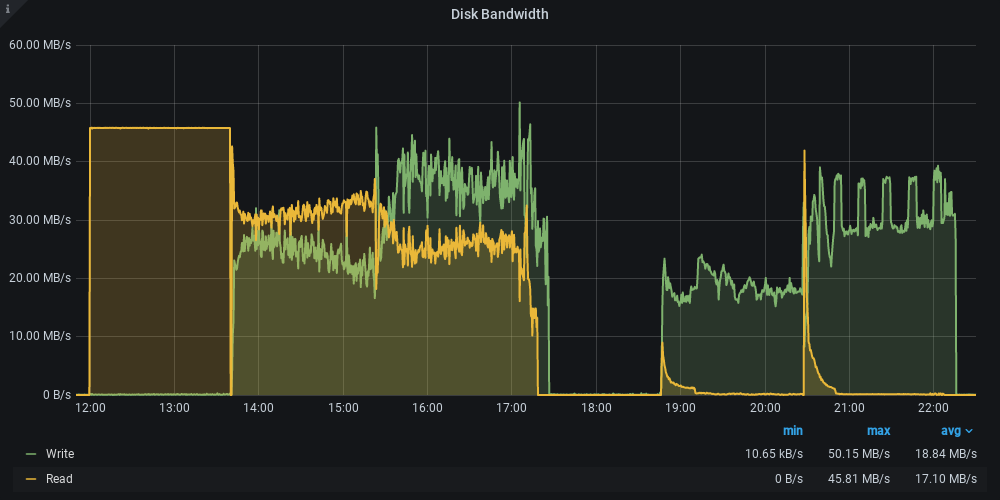 i
Disk Bandwidth
60.00 MB/s
50.00 MB/s
40.00 MB/s
30.00 MB/s
20.00 MB/s
10.00 MB/s
0 B/s
12:00 13:00 14:00 15:00 16:00 17:00 18:00 19:00 20:00 21:00 22:00
min max avg
Write 10.65 kB/s 50.15 MB/s 18.84 MB/s
Read 0 B/s 45.81 MB/s 17.10 MB/s